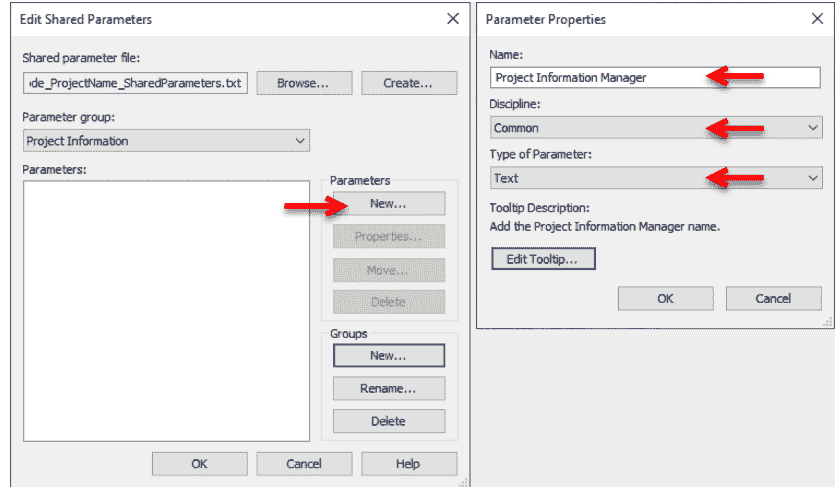 Edit Shared Parameters
Shared parameter file:
de_ProjectName_SharedParameters.txt
Browse...
Create...
Parameter group:
Project Information
Parameters:
Parameters
New...
Properties...
Move...
Delete
Groups
New...
Rename...
Delete
OK
Cancel
Help
Parameter Properties
Name:
Project Information Manager
Discipline:
Common
Type of Parameter:
Text
Tooltip Description:
Add the Project Information Manager name.
Edit Tooltip...
OK
Cancel